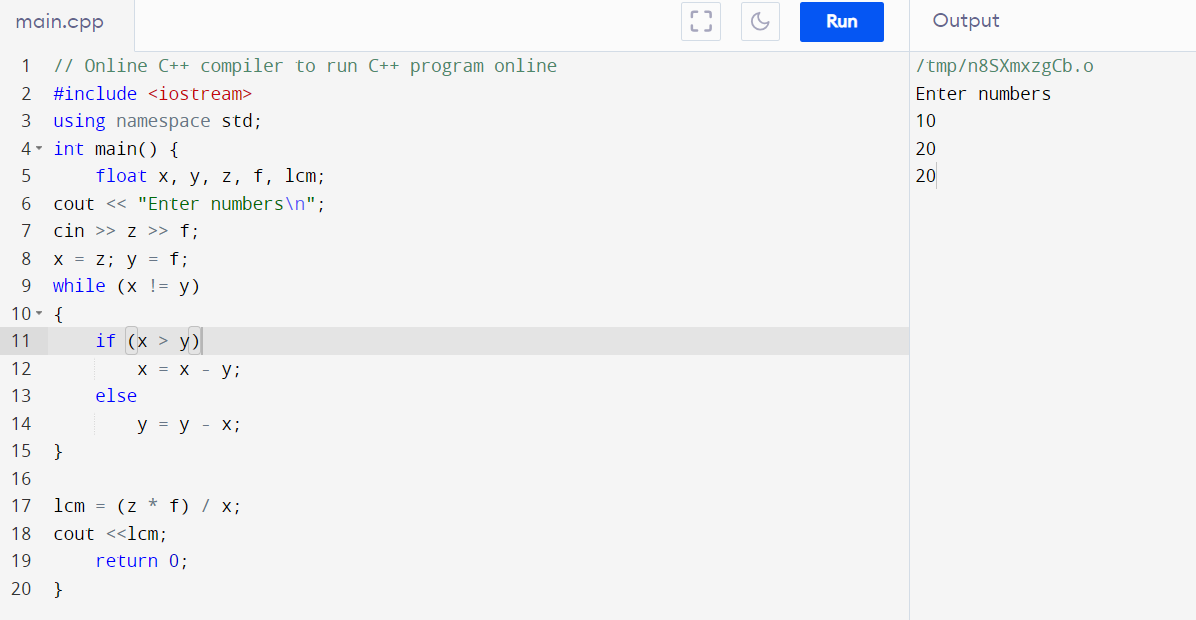 main.cpp
Run
Output
1 // Online C++ compiler to run C++ program online
2 #include <iostream>
3 using namespace std;
4 int main() {
5 float x, y, z, f, lcm;
6 cout << "Enter numbers\n";
7 cin >> z >> f;
8 x = z; y = f;
9 while (x != y)
10 {
11 if (x > y)
12 x = x - y;
13 else
14 y = y - x;
15 }
16
17 lcm = (z * f) / x;
18 cout <<lcm;
19 return 0;
20 }
/tmp/n8SXmxzgCb.o
Enter numbers
10
20
20